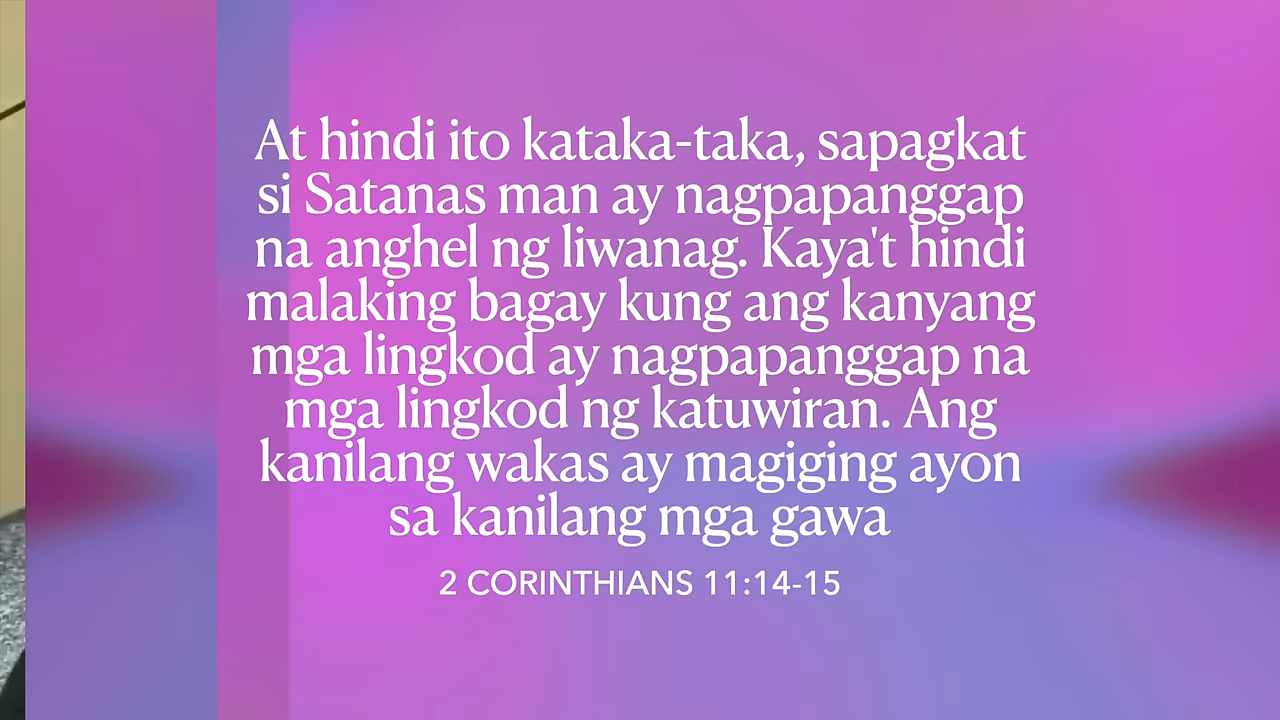 At hindi ito kataka-taka, sapagkat
si Satanas man ay nagpapanggap
na anghel ng liwanag. Kaya't hindi
malaking bagay kung ang kanyang
mga lingkod ay nagpapanggap na
mga lingkod ng katuwiran. Ang
kanilang wakas ay magiging ayon
sa kanilang mga gawa
2 CORINTHIANS 11:14-15